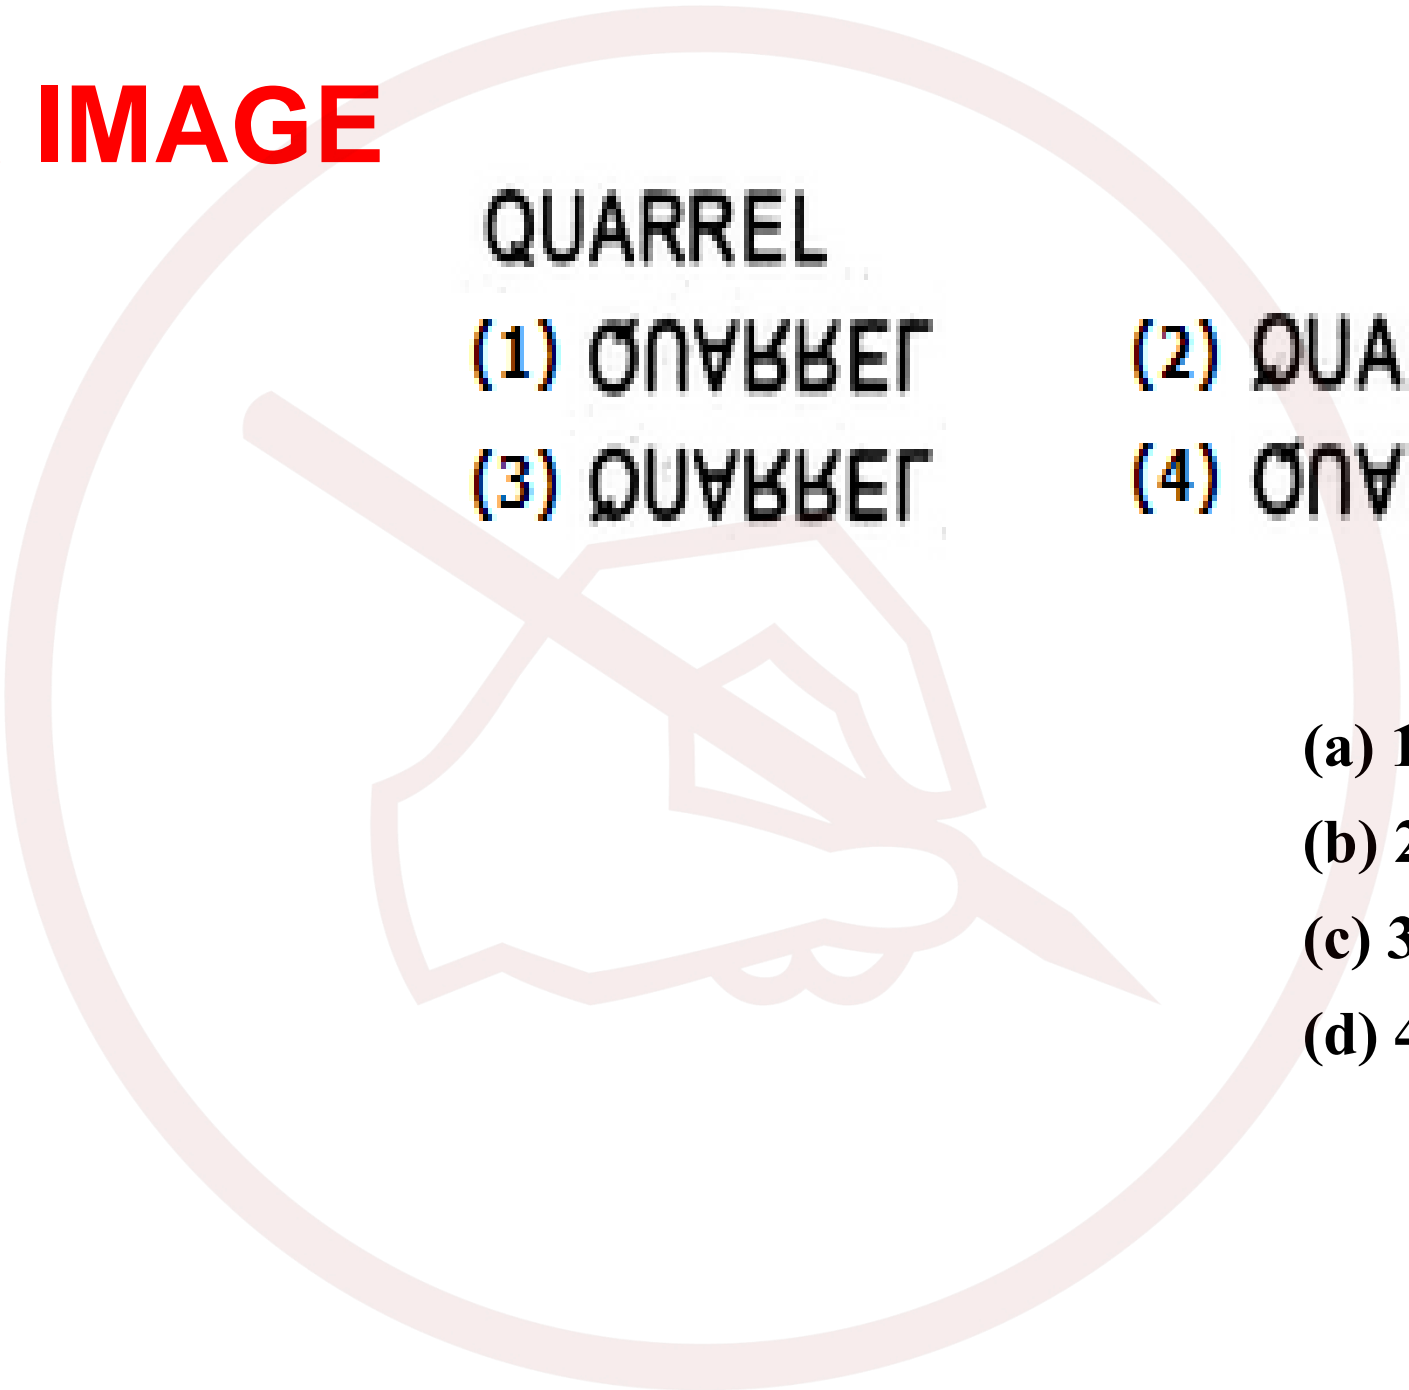 IMAGE
QUARREL
(1) QUARREL (2) QUA
(3) QUARREL (4) QUA
(a) 1
(b) 2
(c) 3
(d) 4